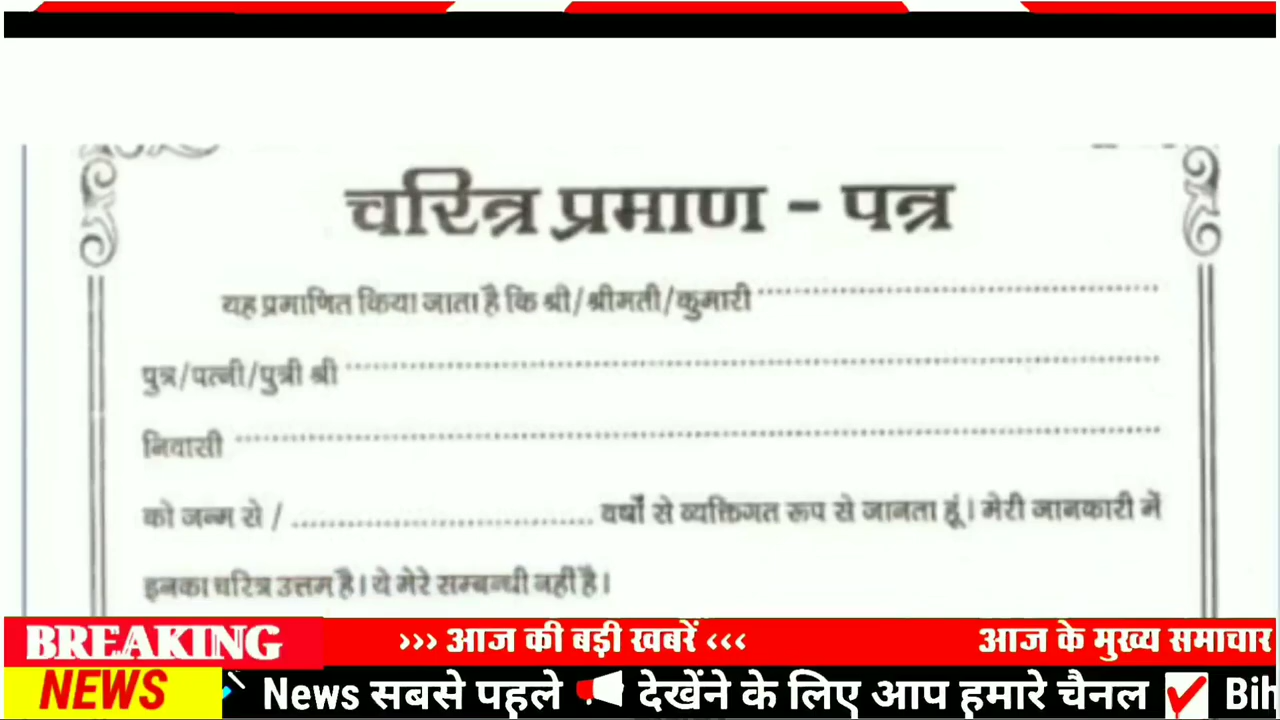 चरित्र प्रमाण - पत्र
यह प्रमाणित किया जाता है कि श्री/श्रीमती/कुमारी
पुत्र/पत्नी/पुत्री श्री
निवासी
को जन्म से / .............................. वर्षों से व्यक्तिगत रूप से जानता हूं। मेरी जानकारी में
इनका चरित्र उत्तम है। ये मेरे सम्बन्धी नहीं है।
BREAKING >>> आज की बड़ी खबरें <<< आज के मुख्य समाचार
NEWS News सबसे पहले देखेंने के लिए आप हमारे चैनल Bih